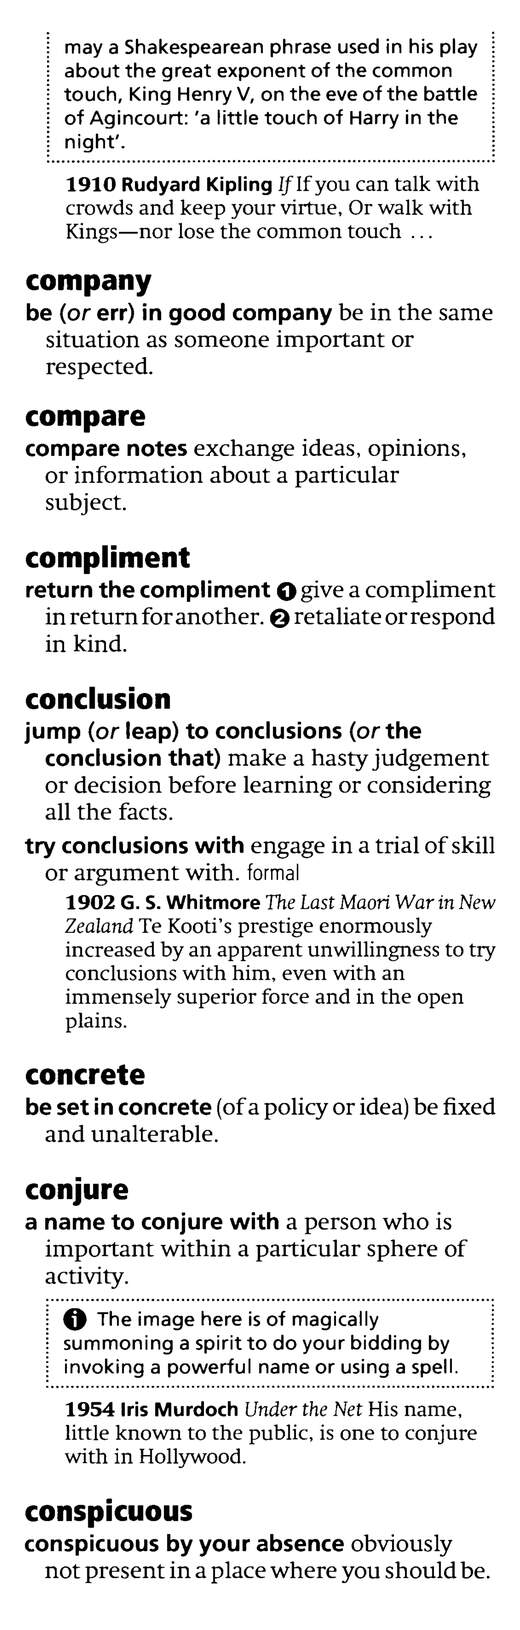 may a Shakespearean phrase used in his play
about the great exponent of the common
touch, King Henry V, on the eve of the battle
of Agincourt: 'a little touch of Harry in the
night'.
1910 Rudyard Kipling If If you can talk with
crowds and keep your virtue, Or walk with
Kings—nor lose the common touch ...
company
be (or err) in good company be in the same
situation as someone important or
respected.
compare
compare notes exchange ideas, opinions,
or information about a particular
subject.
compliment
return the compliment ❶ give a compliment
in return for another. ❷ retaliate or respond
in kind.
conclusion
jump (or leap) to conclusions (or the
conclusion that) make a hasty judgement
or decision before learning or considering
all the facts.
try conclusions with engage in a trial of skill
or argument with. formal
1902 G. S. Whitmore The Last Maori War in New
Zealand Te Kooti's prestige enormously
increased by an apparent unwillingness to try
conclusions with him, even with an
immensely superior force and in the open
plains.
concrete
be set in concrete (of a policy or idea) be fixed
and unalterable.
conjure
a name to conjure with a person who is
important within a particular sphere of
activity.
i The image here is of magically
summoning a spirit to do your bidding by
invoking a powerful name or using a spell.
1954 Iris Murdoch Under the Net His name,
little known to the public, is one to conjure
with in Hollywood.
conspicuous
conspicuous by your absence obviously
not present in a place where you should be.